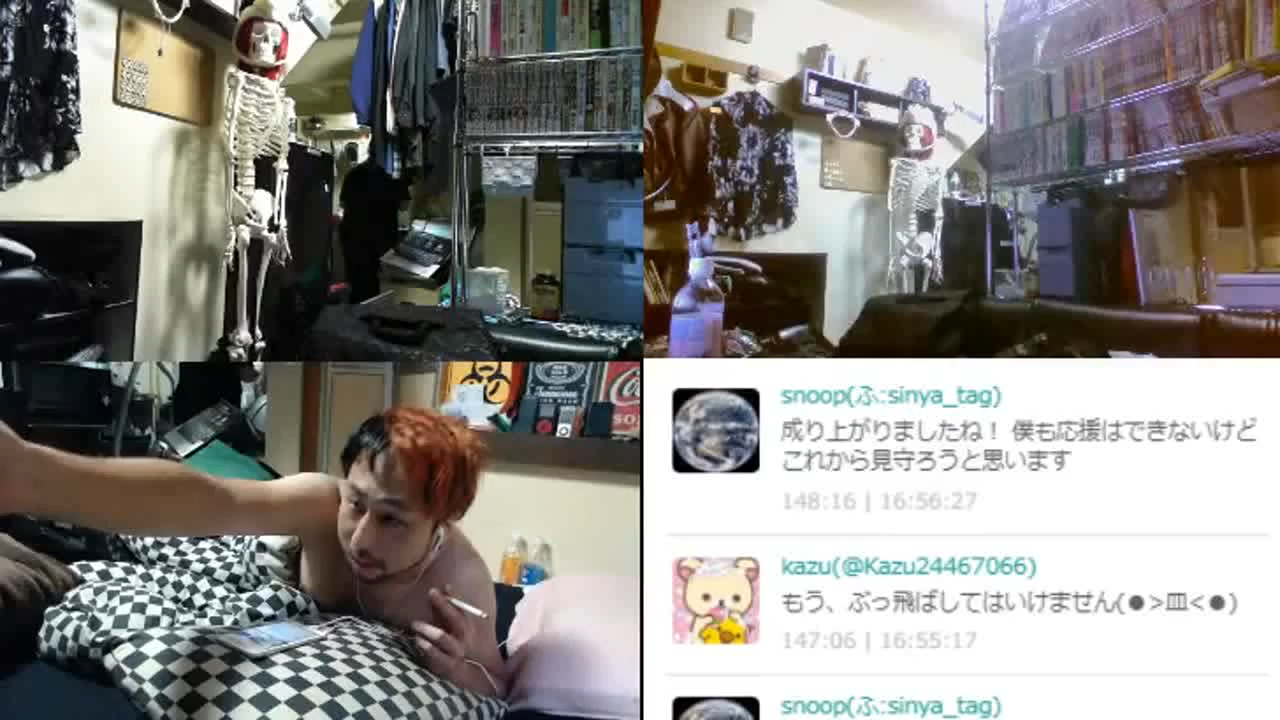 snoop(ふ:sinya_tag)
成り上がりましたね！ 僕も応援はできないけど
これから見守ろうと思います
148:16 | 16:56:27
kazu(@Kazu24467066)
もう、ぶっ飛ばしてはいけません(●>皿<●)
147:06 | 16:55:17
snoop(ふ:sinya_tag)
Tennessee
Coca